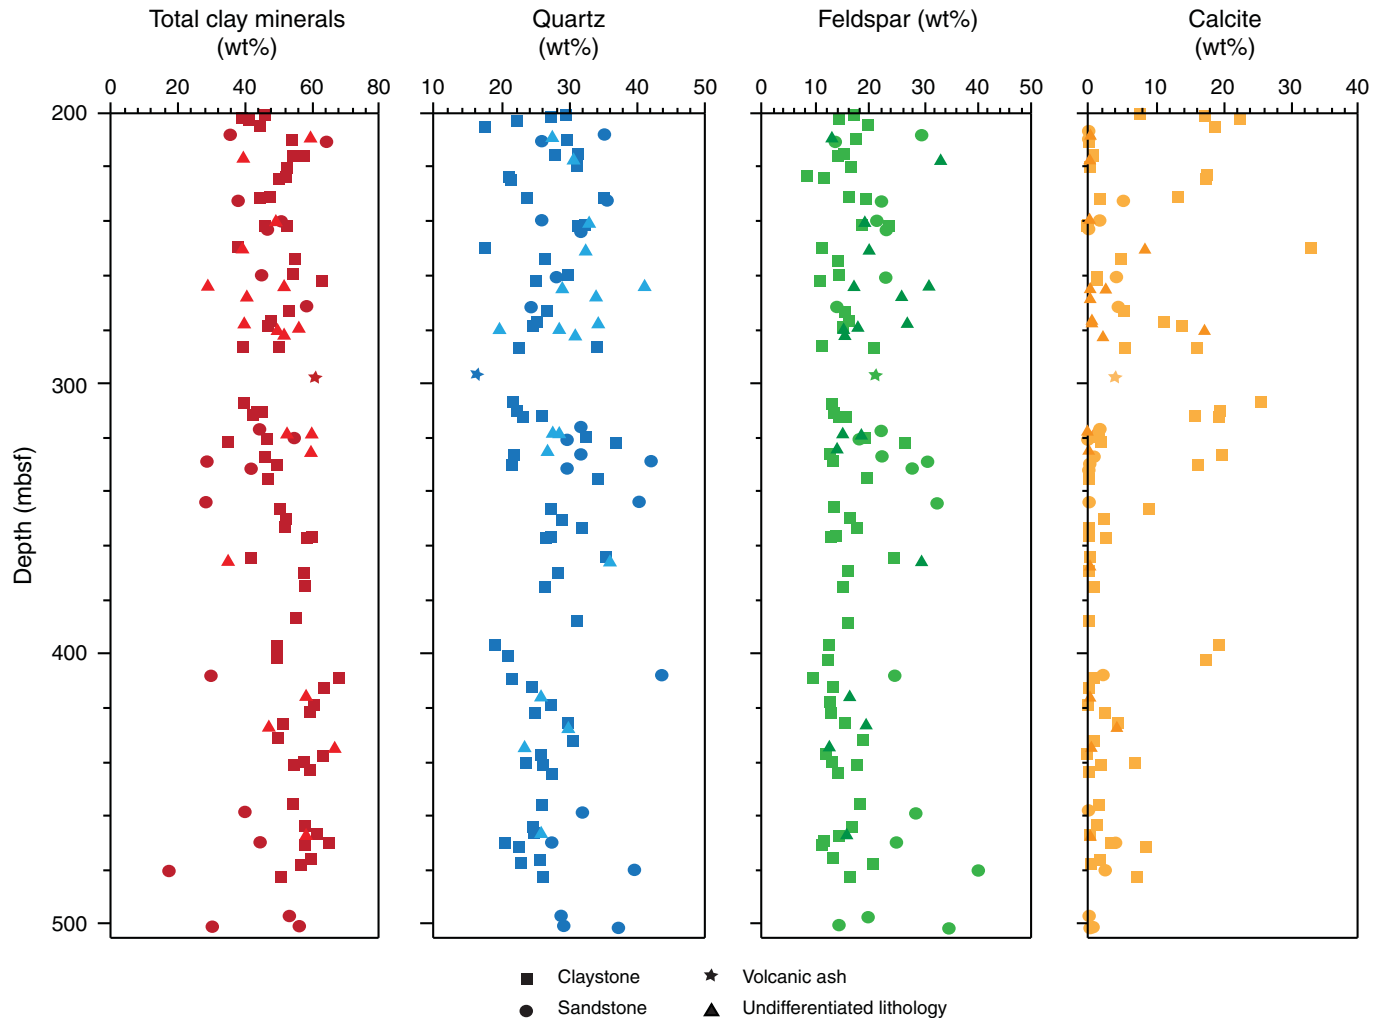 Total clay minerals
(wt%)
Quartz
(wt%)
Feldspar (wt%)
Calcite
(wt%)
0 20 40 60 80
10 20 30 40 50
0 10 20 30 40 50
0 10 20 30 40
200
300
400
500
Depth (mbsf)
Claystone
Volcanic ash
Sandstone
Undifferentiated lithology